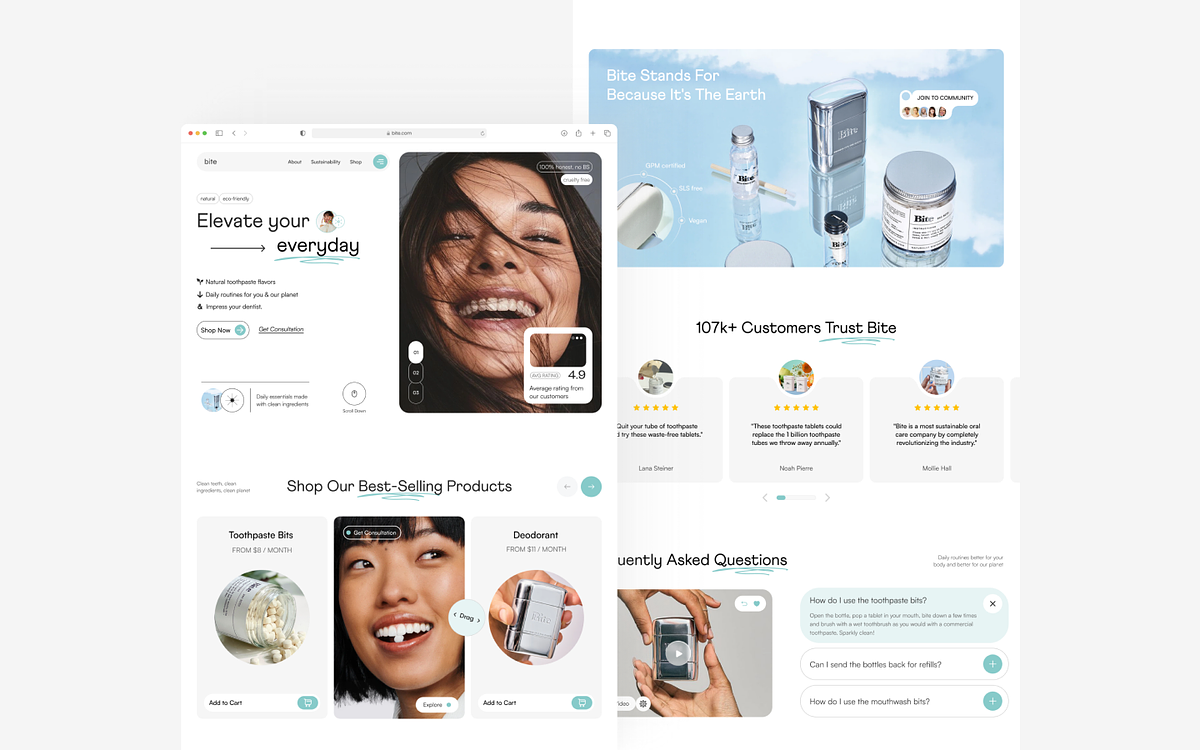 bite.com
bite
About
Sustainability
Shop
natural
eco-friendly
Elevate your
everyday
Natural toothpaste flavors
Daily routines for you & our planet
& Impress your dentist.
Shop Now
Get Consultation
Daily essentials made
with clean ingredients
Scroll Down
100% honest, no BS
cruelty free
01
02
03
AVG RATING
4.9
Average rating from
our customers
Clean teeth, clean
ingredients, clean planet
Shop Our Best-Selling Products
Toothpaste Bits
FROM $8 / MONTH
Add to Cart
Get Consultation
Drag
Explore
Deodorant
FROM $11 / MONTH
Bite
Add to Cart
Bite Stands For
Because It's The Earth
JOIN TO COMMUNITY
GPM certified
SLS free
Vegan
Bite
Bite
Bite
Bite
107k+ Customers Trust Bite
Quit your tube of toothpaste
d try these waste-free tablets."
Lana Steiner
"These toothpaste tablets could
replace the 1 billion toothpaste
tubes we throw away annually."
Noah Pierre
"Bite is a most sustainable oral
care company by completely
revolutionizing the industry."
Mollie Hall
uently Asked Questions
Daily routines better for your
body and better for our planet
ideo
How do I use the toothpaste bits?
Open the bottle, pop a tablet in your mouth, bite down a few times
and brush with a wet toothbrush as you would with a commercial
toothpaste. Sparkly clean!
Can I send the bottles back for refills?
How do I use the mouthwash bits?